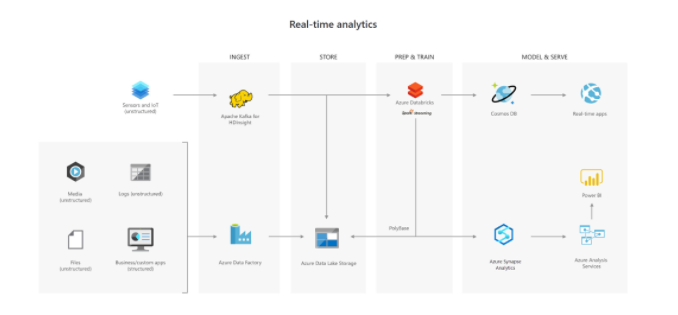 Real-time analytics
INGEST
STORE
PREP & TRAIN
MODEL & SERVE
Sensors and IoT
(unstructured)
Apache Kafka for
HDInsight
Azure Databricks
Spark streaming
Cosmos DB
Real-time apps
Media
(unstructured)
Logs (unstructured)
Power BI
PolyBase
Files
(unstructured)
Business/custom apps
(structured)
Azure Data Factory
Azure Data Lake Storage
Azure Synapse
Analytics
Azure Analysis
Services